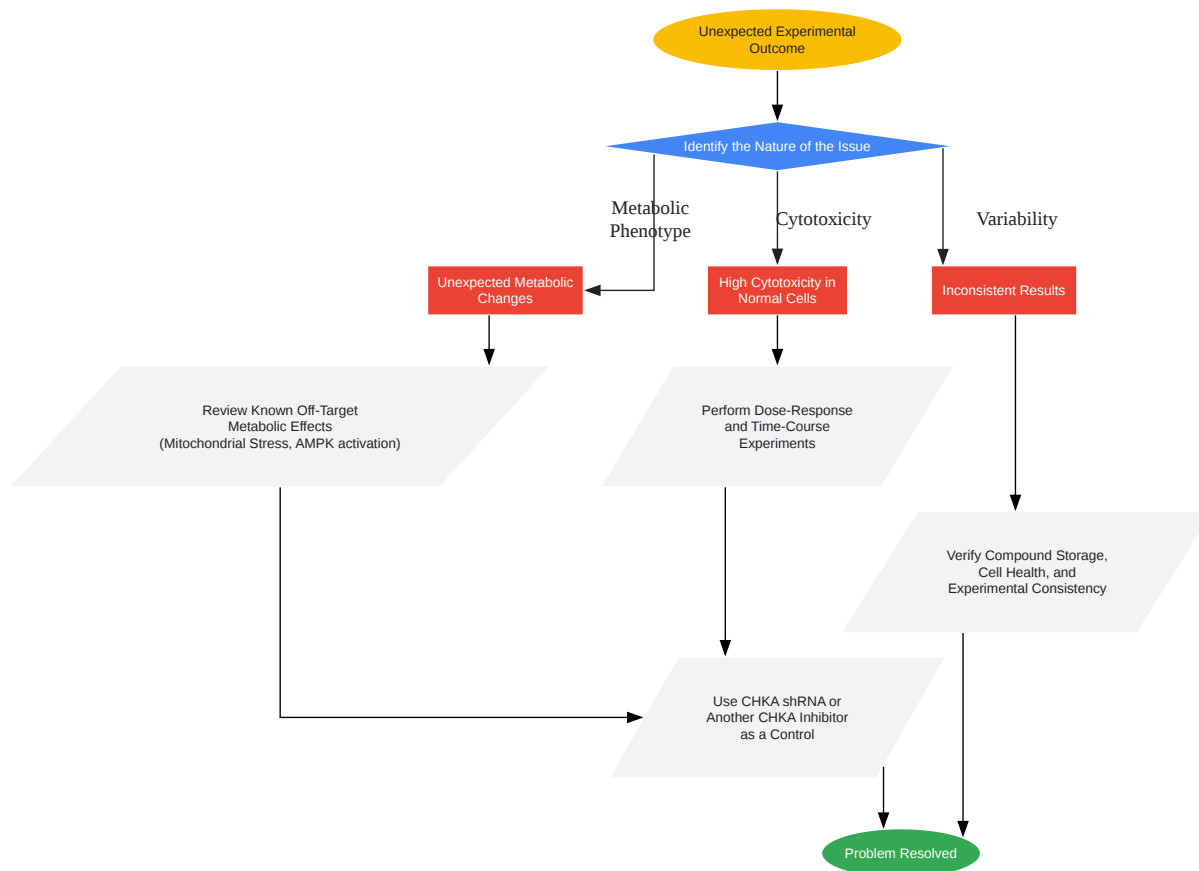 Unexpected Experimental
Outcome
Identify the Nature of the Issue
Metabolic
Phenotype
Cytotoxicity
Variability
Unexpected Metabolic
Changes
High Cytotoxicity in
Normal Cells
Inconsistent Results
Review Known Off-Target
Metabolic Effects
(Mitochondrial Stress, AMPK activation)
Perform Dose-Response
and Time-Course
Experiments
Verify Compound Storage,
Cell Health, and
Experimental Consistency
Use CHKA shRNA or
Another CHKA Inhibitor
as a Control
Problem Resolved